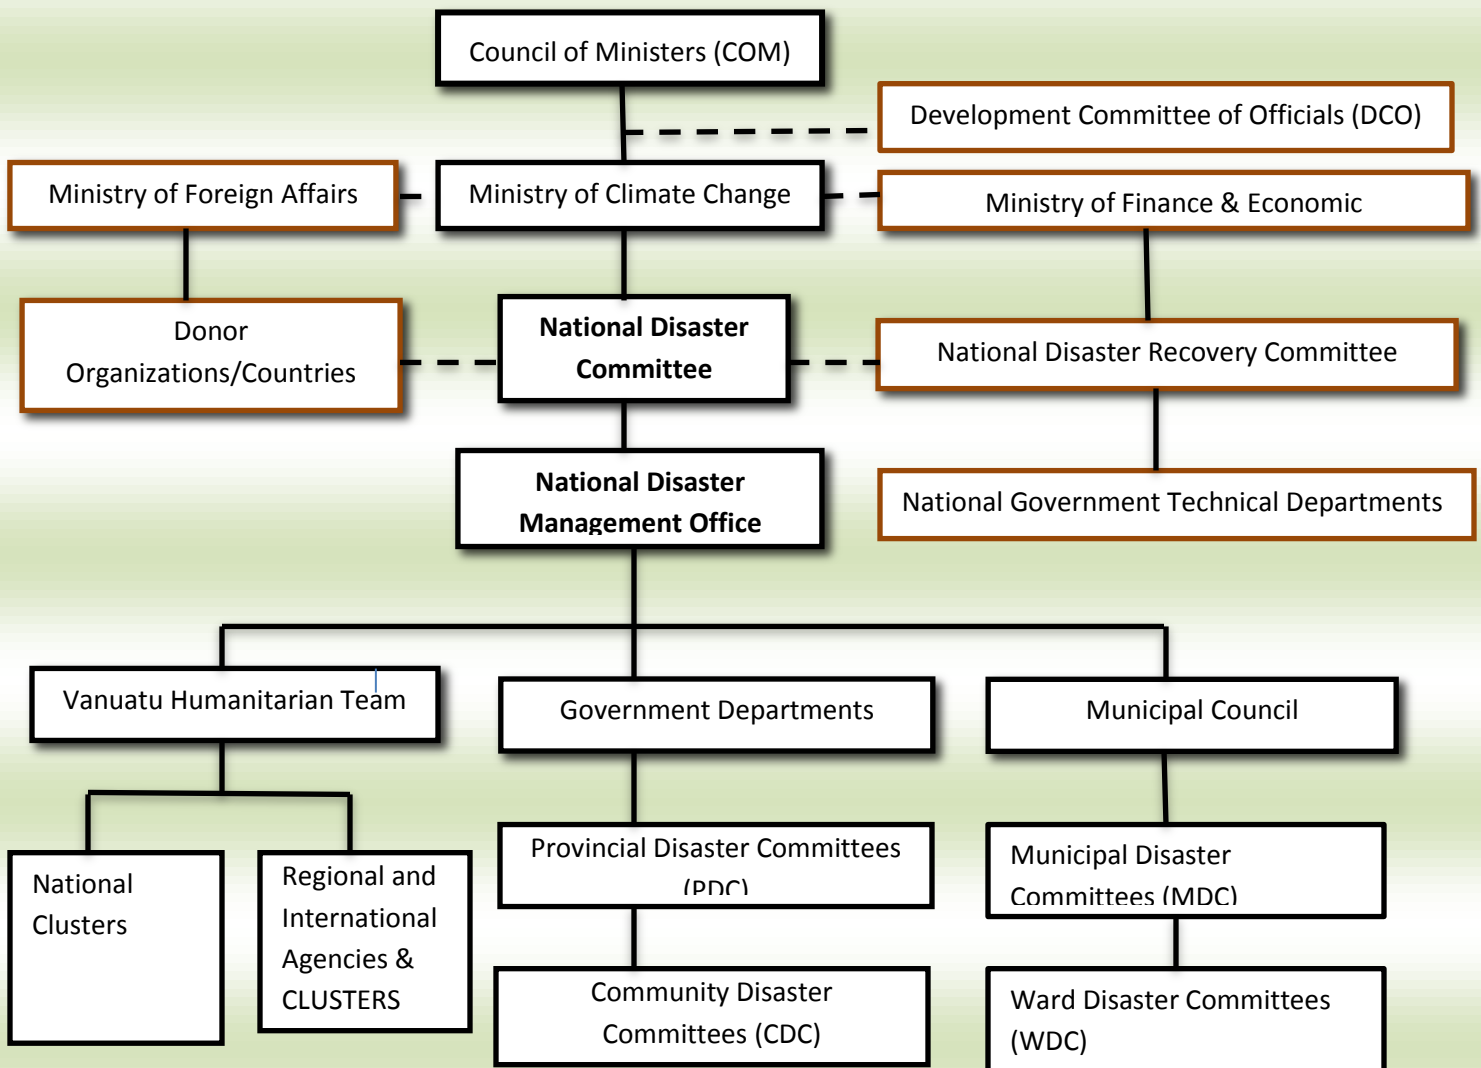 Council of Ministers (COM)
Development Committee of Officials (DCO)
Ministry of Foreign Affairs
Ministry of Climate Change
Ministry of Finance & Economic
Donor
Organizations/Countries
National Disaster
Committee
National Disaster Recovery Committee
National Disaster
Management Office
National Government Technical Departments
Vanuatu Humanitarian Team
Government Departments
Municipal Council
National
Clusters
Regional and
International
Agencies &
CLUSTERS
Provincial Disaster Committees
(PDC)
Municipal Disaster
Committees (MDC)
Community Disaster
Committees (CDC)
Ward Disaster Committees
(WDC)